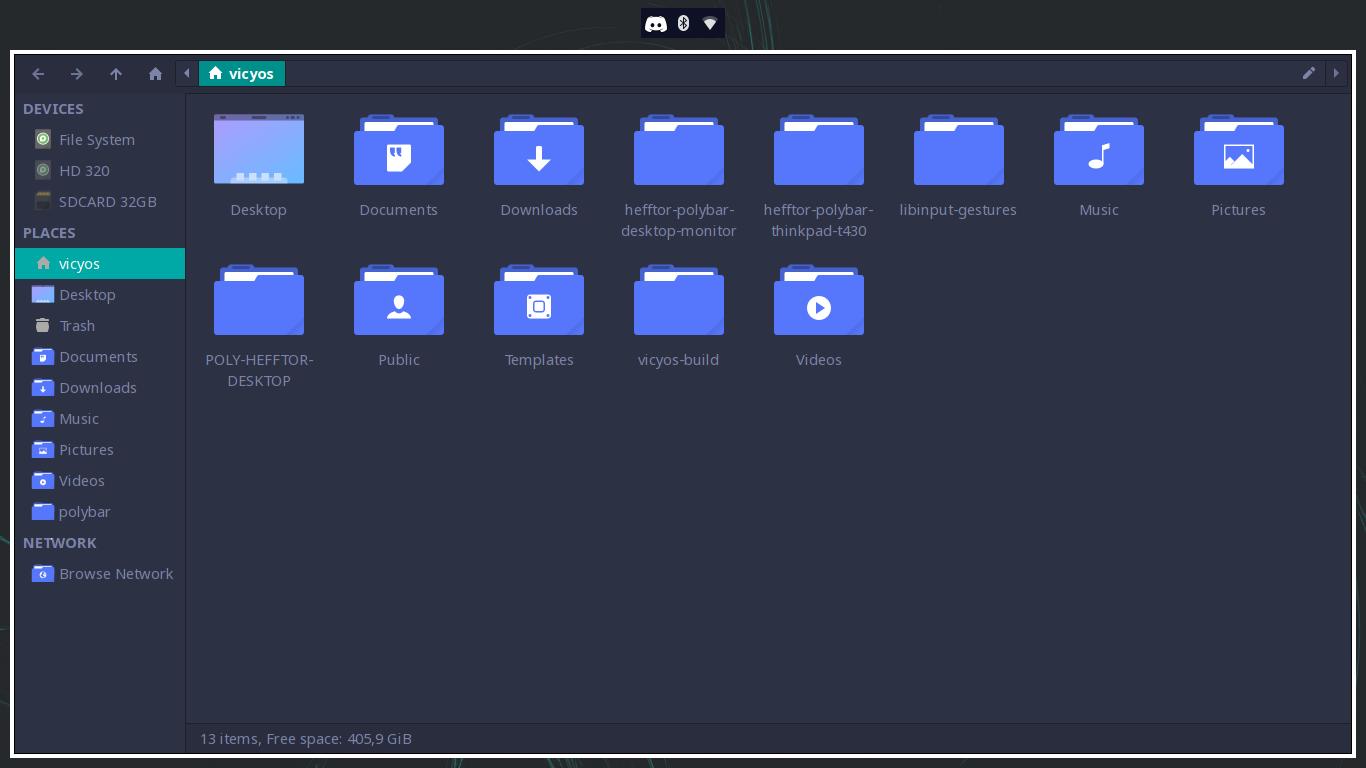 vicyos
DEVICES
File System
HD 320
SDCARD 32GB
PLACES
vicyos
Desktop
Trash
Documents
Downloads
Music
Pictures
Videos
polybar
NETWORK
Browse Network
Desktop
Documents
Downloads
hefftor-polybar-
desktop-monitor
hefftor-polybar-
thinkpad-t430
libinput-gestures
Music
Pictures
POLY-HEFFTOR-
DESKTOP
Public
Templates
vicyos-build
Videos
13 items, Free space: 405,9 GiB